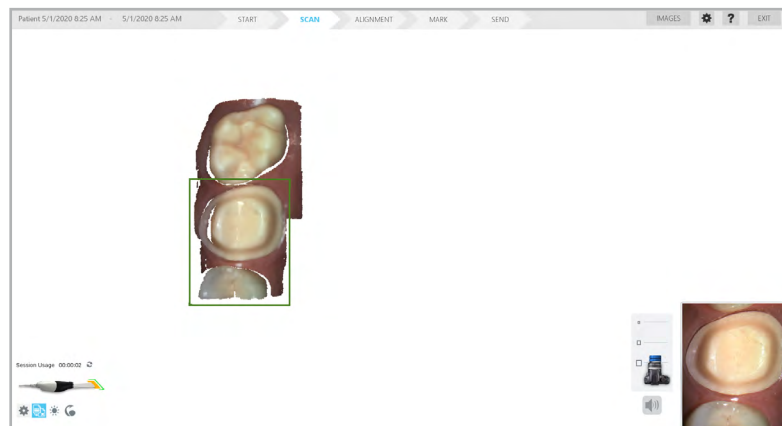 Patient 5/1/2020 8:25 AM - 5/1/2020 8:25 AM START SCAN ALIGNMENT MARK SEND IMAGES ? EXIT
Session Usage 00:00:02